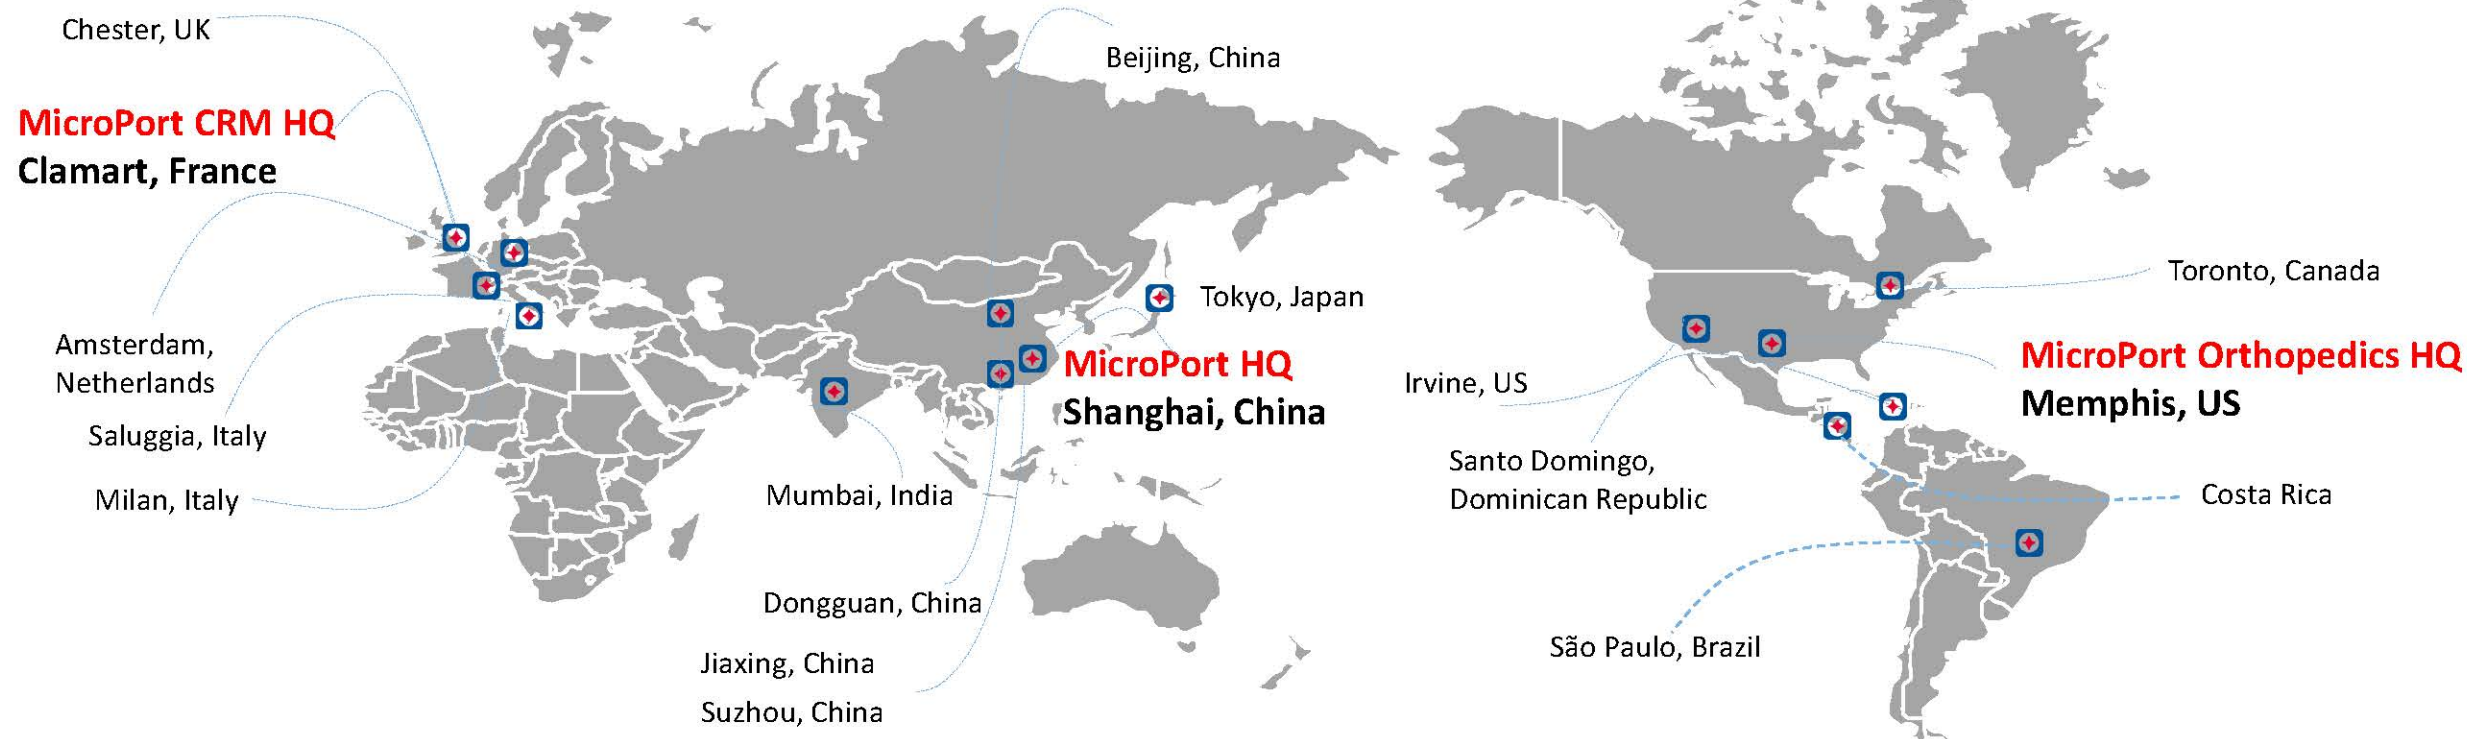 Chester, UK
MicroPort CRM HQ
Clamart, France
Amsterdam,
Netherlands
Saluggia, Italy
Milan, Italy
Beijing, China
Tokyo, Japan
MicroPort HQ
Shanghai, China
Mumbai, India
Dongguan, China
Jiaxing, China
Suzhou, China
Toronto, Canada
MicroPort Orthopedics HQ
Memphis, US
Irvine, US
Santo Domingo,
Dominican Republic
Costa Rica
São Paulo, Brazil